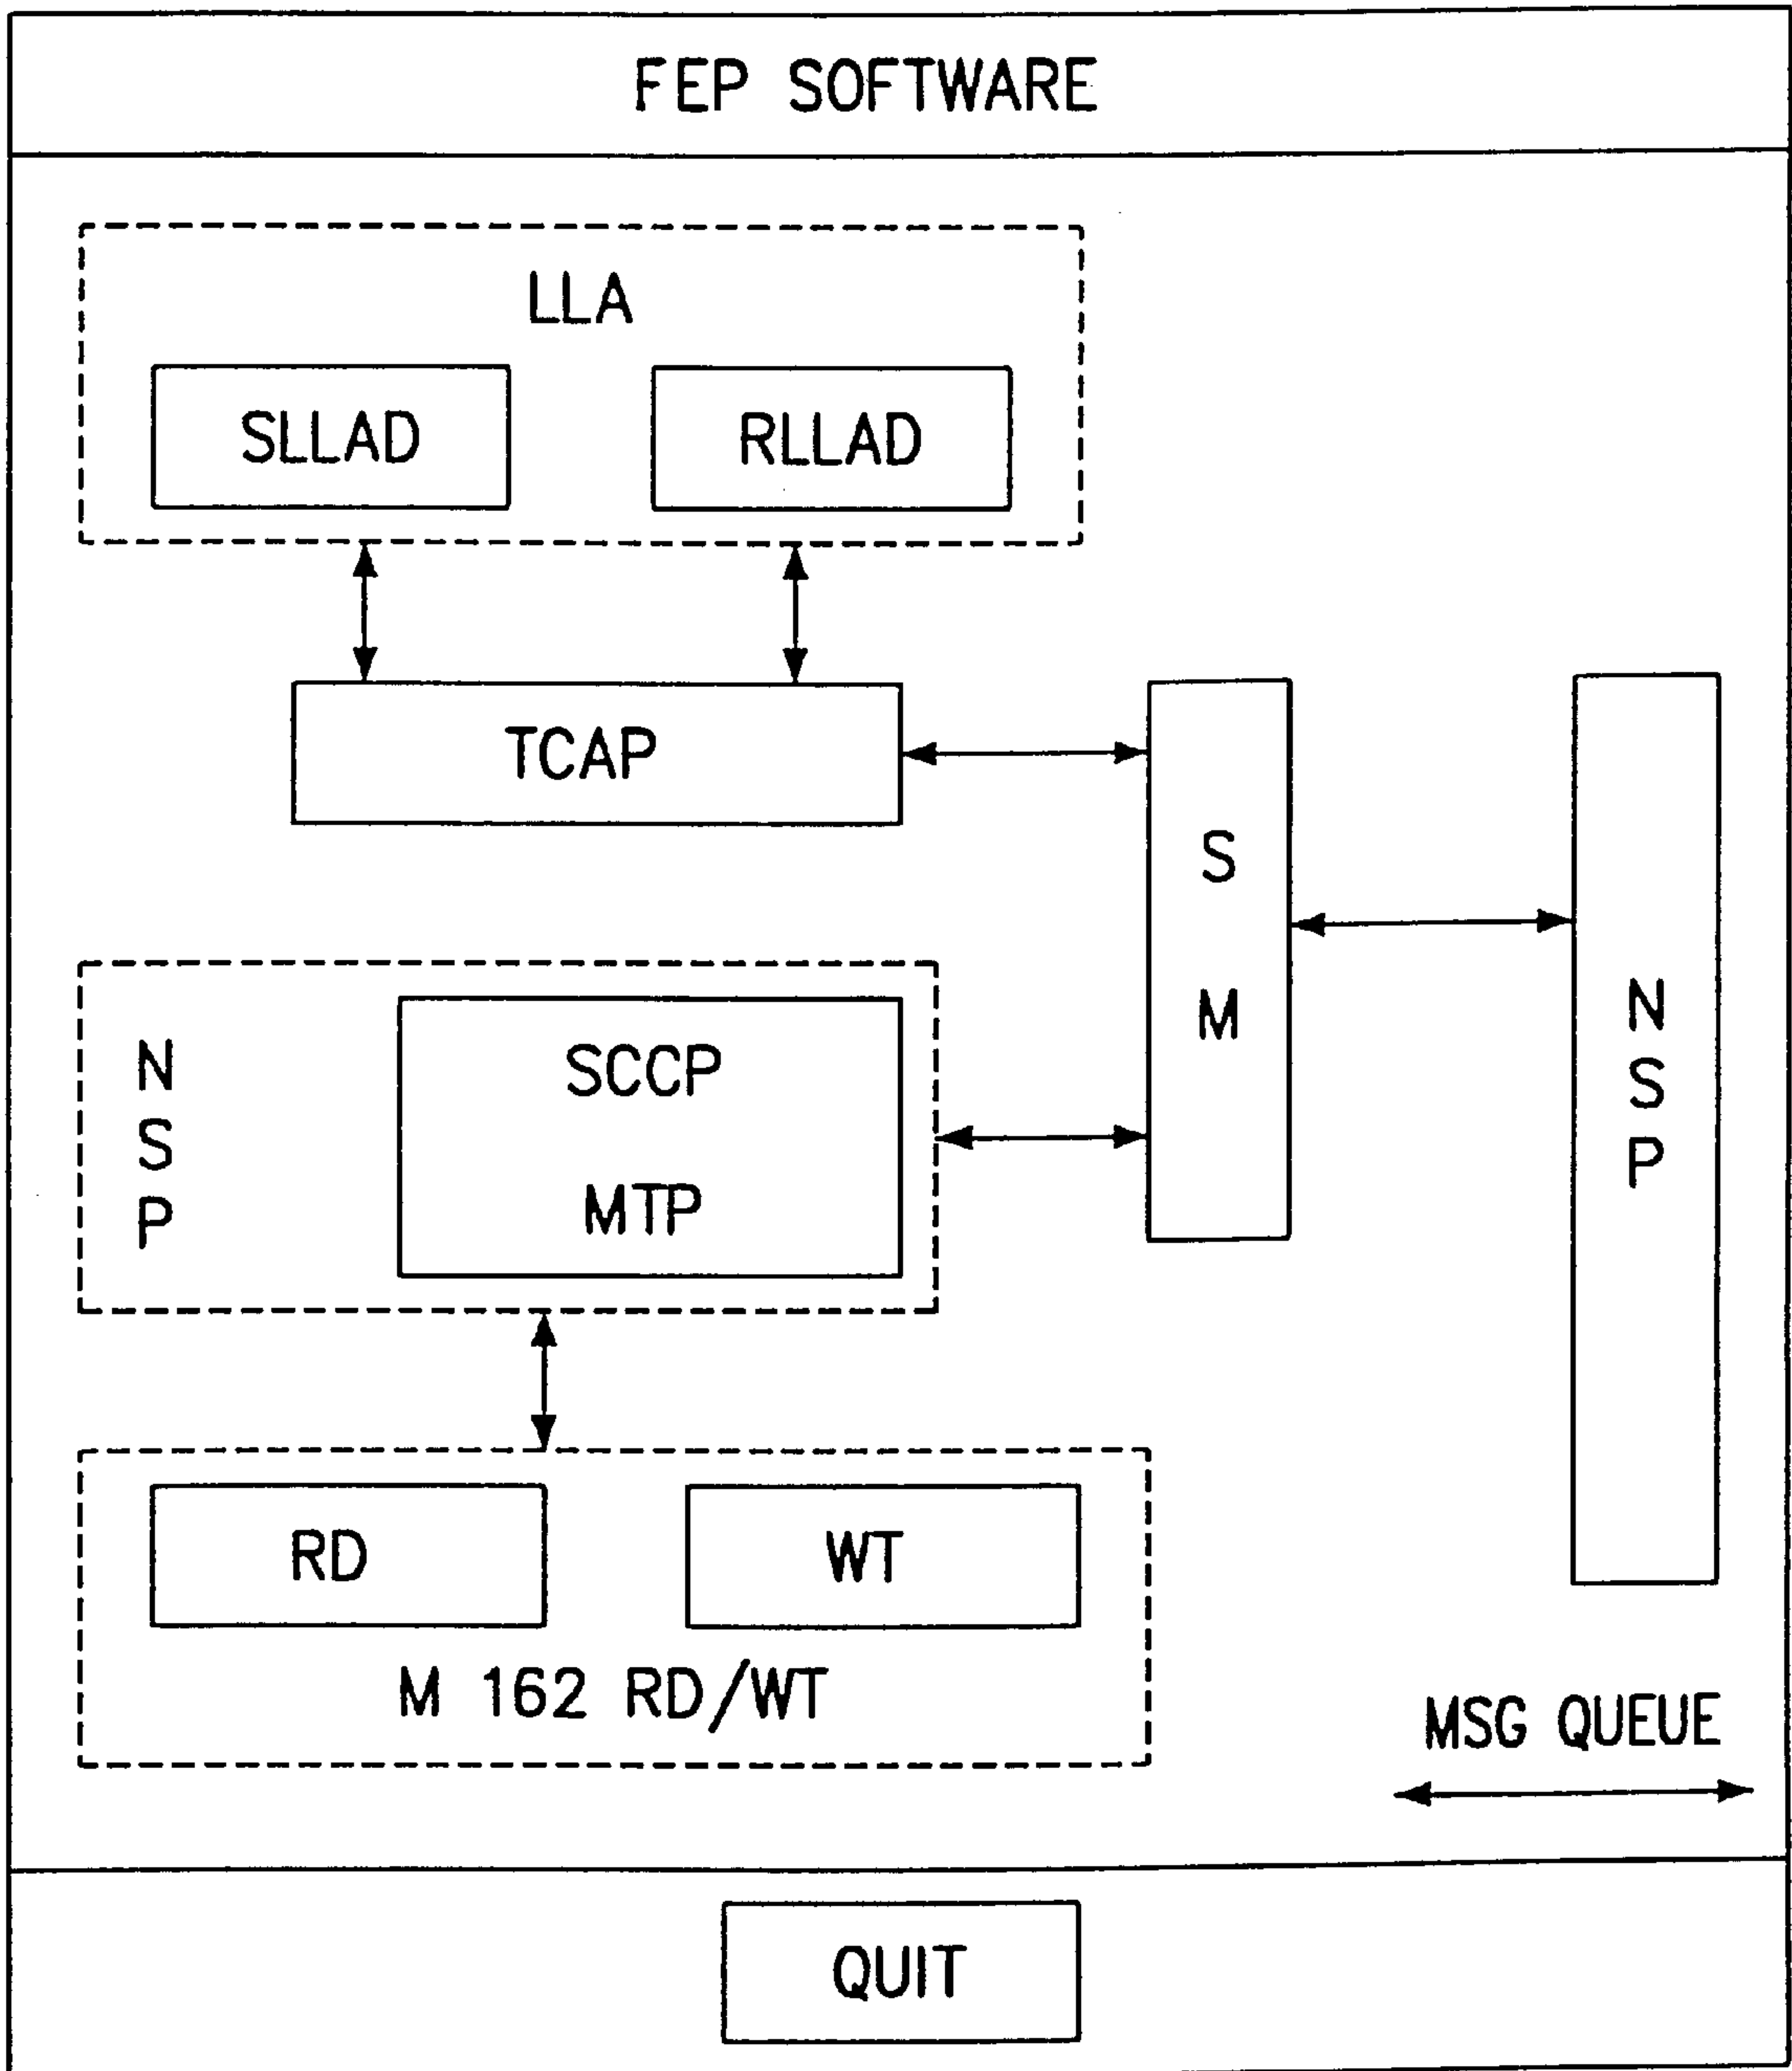 FEP SOFTWARE
LLA
SLLAD
RLLAD
TCAP
S
M
N
S
P
N
S
P
SCCP
MTP
RD
WT
M 162 RD/WT
MSG QUEUE
QUIT